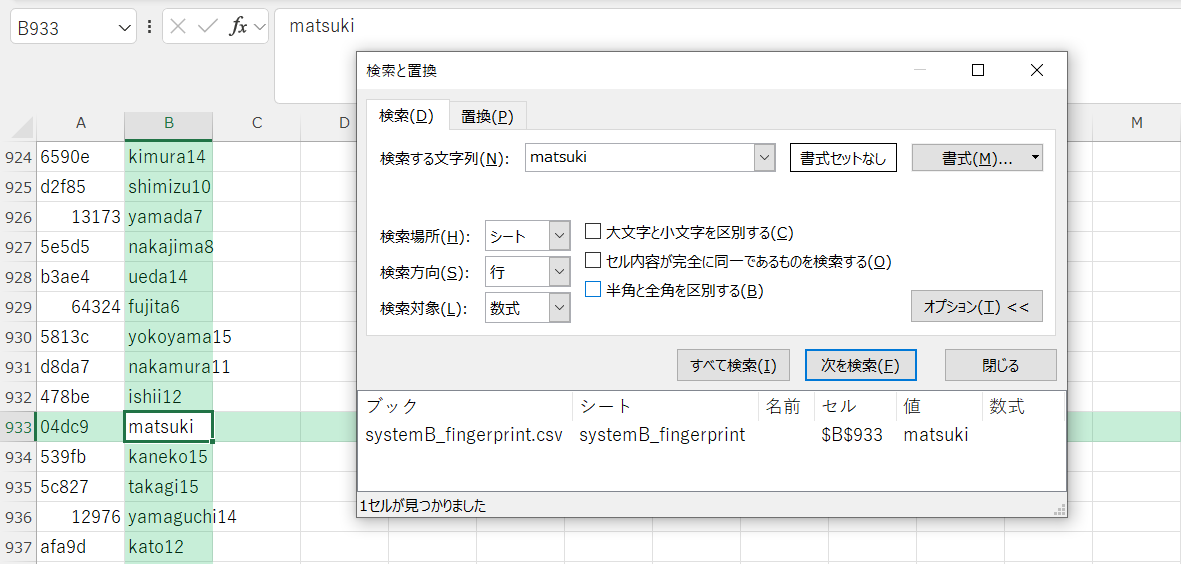 B933 fx matsuki
検索と置換
検索(D) 置換(P)
検索する文字列(N): matsuki 書式セットなし 書式(M)...
検索場所(H): シート 大文字と小文字を区別する(C)
検索方向(S): 行 セル内容が完全に同一であるものを検索する(O)
検索対象(L): 数式 半角と全角を区別する(B)
オプション(T) <<
すべて検索(I) 次を検索(F) 閉じる
ブック シート 名前 セル 値 数式
systemB_fingerprint.csv systemB_fingerprint $B$933 matsuki
1セルが見つかりました
A B C D M
924 6590e kimura14
925 d2f85 shimizu10
926 13173 yamada7
927 5e5d5 nakajima8
928 b3ae4 ueda14
929 64324 fujita6
930 5813c yokoyama15
931 d8da7 nakamura11
932 478be ishii12
933 04dc9 matsuki
934 539fb kaneko15
935 5c827 takagi15
936 12976 yamaguchi14
937 afa9d kato12